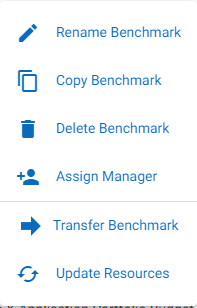 Rename Benchmark
Copy Benchmark
Delete Benchmark
Assign Manager
Transfer Benchmark
Update Resources